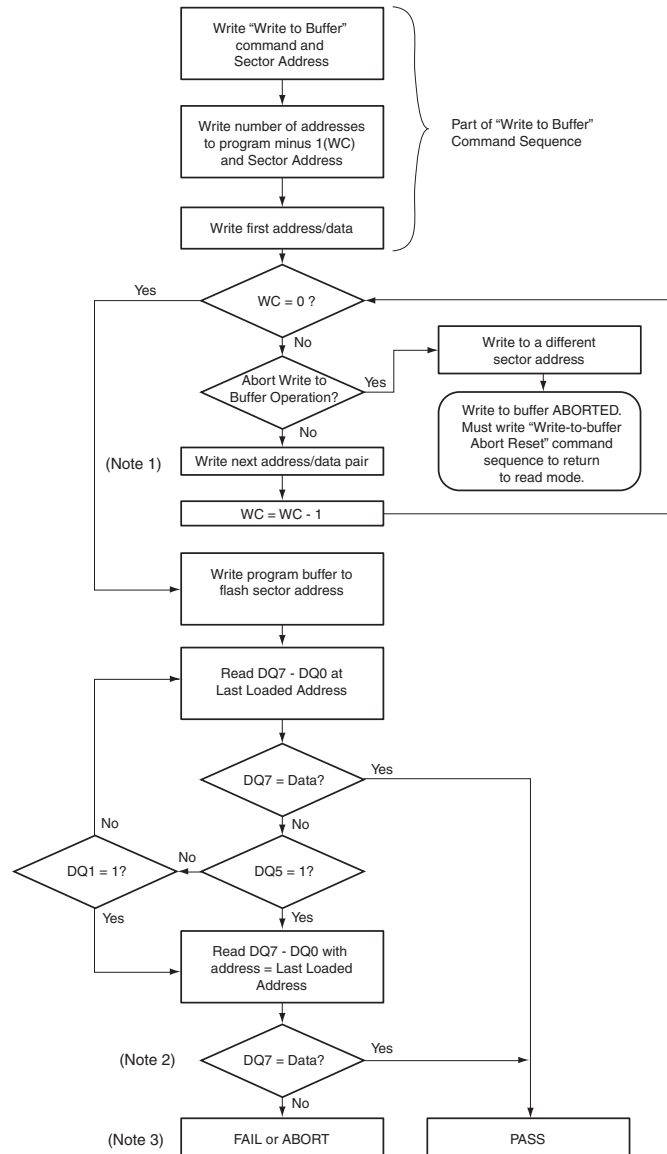 Write “Write to Buffer”
command and
Sector Address
Write number of addresses
to program minus 1(WC)
and Sector Address
Part of “Write to Buffer”
Command Sequence
Write first address/data
Yes
WC = 0 ?
No
Write to a different
sector address
Abort Write to
Buffer Operation?
Yes
No
Write to buffer ABORTED.
Must write “Write-to-buffer
Abort Reset” command
sequence to return
to read mode.
(Note 1)
Write next address/data pair
WC = WC - 1
Write program buffer to
flash sector address
Read DQ7 - DQ0 at
Last Loaded Address
DQ7 = Data?
Yes
No
No
DQ1 = 1?
No
DQ5 = 1?
Yes
Yes
Read DQ7 - DQ0 with
address = Last Loaded
Address
(Note 2)
DQ7 = Data?
Yes
No
(Note 3)
FAIL or ABORT
PASS